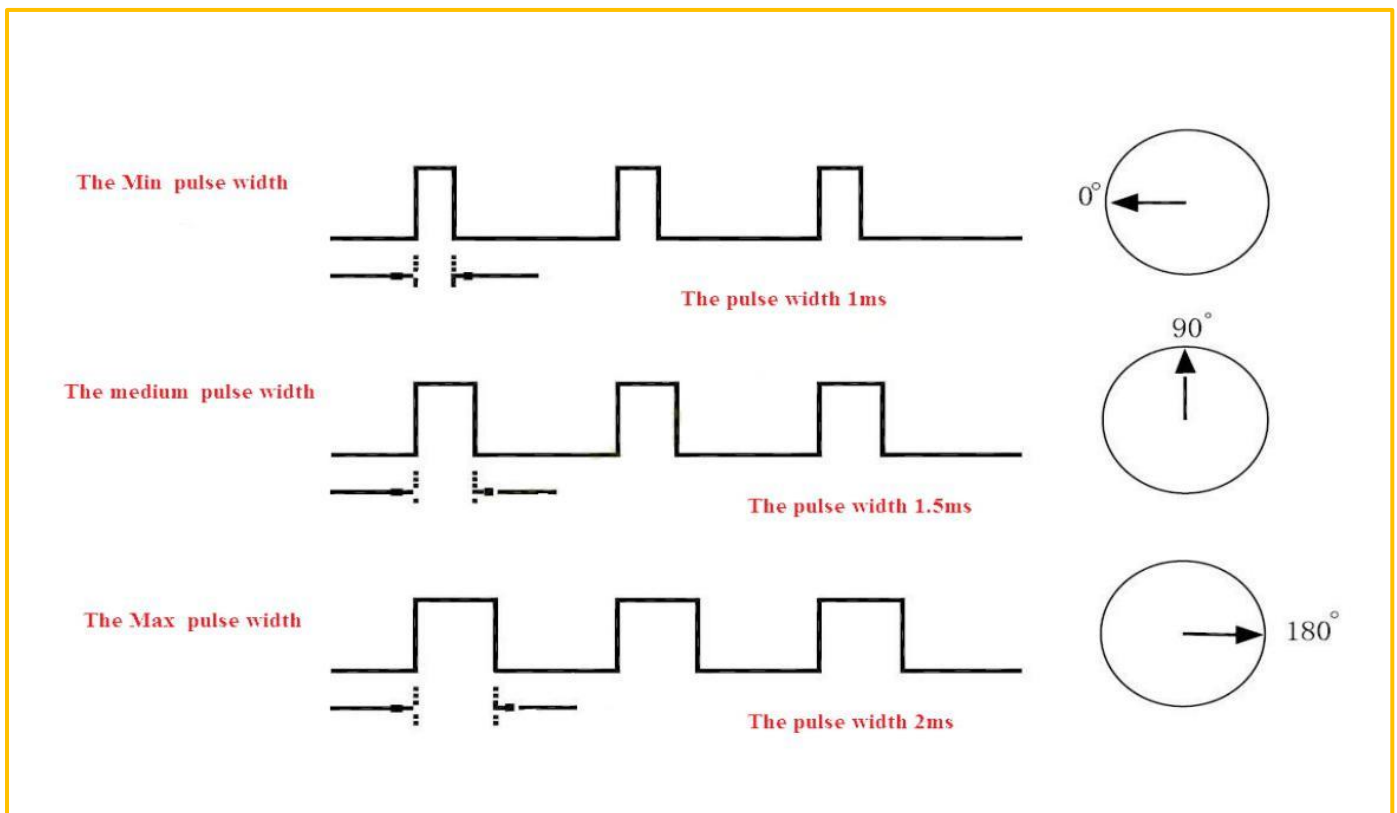 The Min pulse width
0°
The pulse width 1ms
90°
The medium pulse width
The pulse width 1.5ms
The Max pulse width
180°
The pulse width 2ms